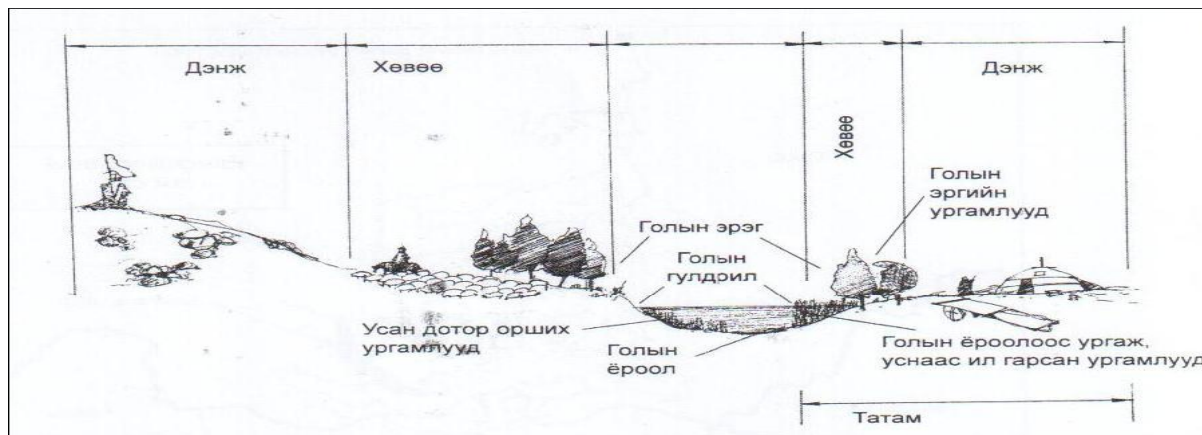 Дэнж
Хөвөө
Дэнж
Хөвөө
Голын
эргийн
ургамлууд
Голын эрэг
Голын
гулдрил
Усан дотор орших
ургамлууд
Голын
ёроол
Голын ёроолоос ургаж,
уснаас ил гарсан ургамлууд
Татам